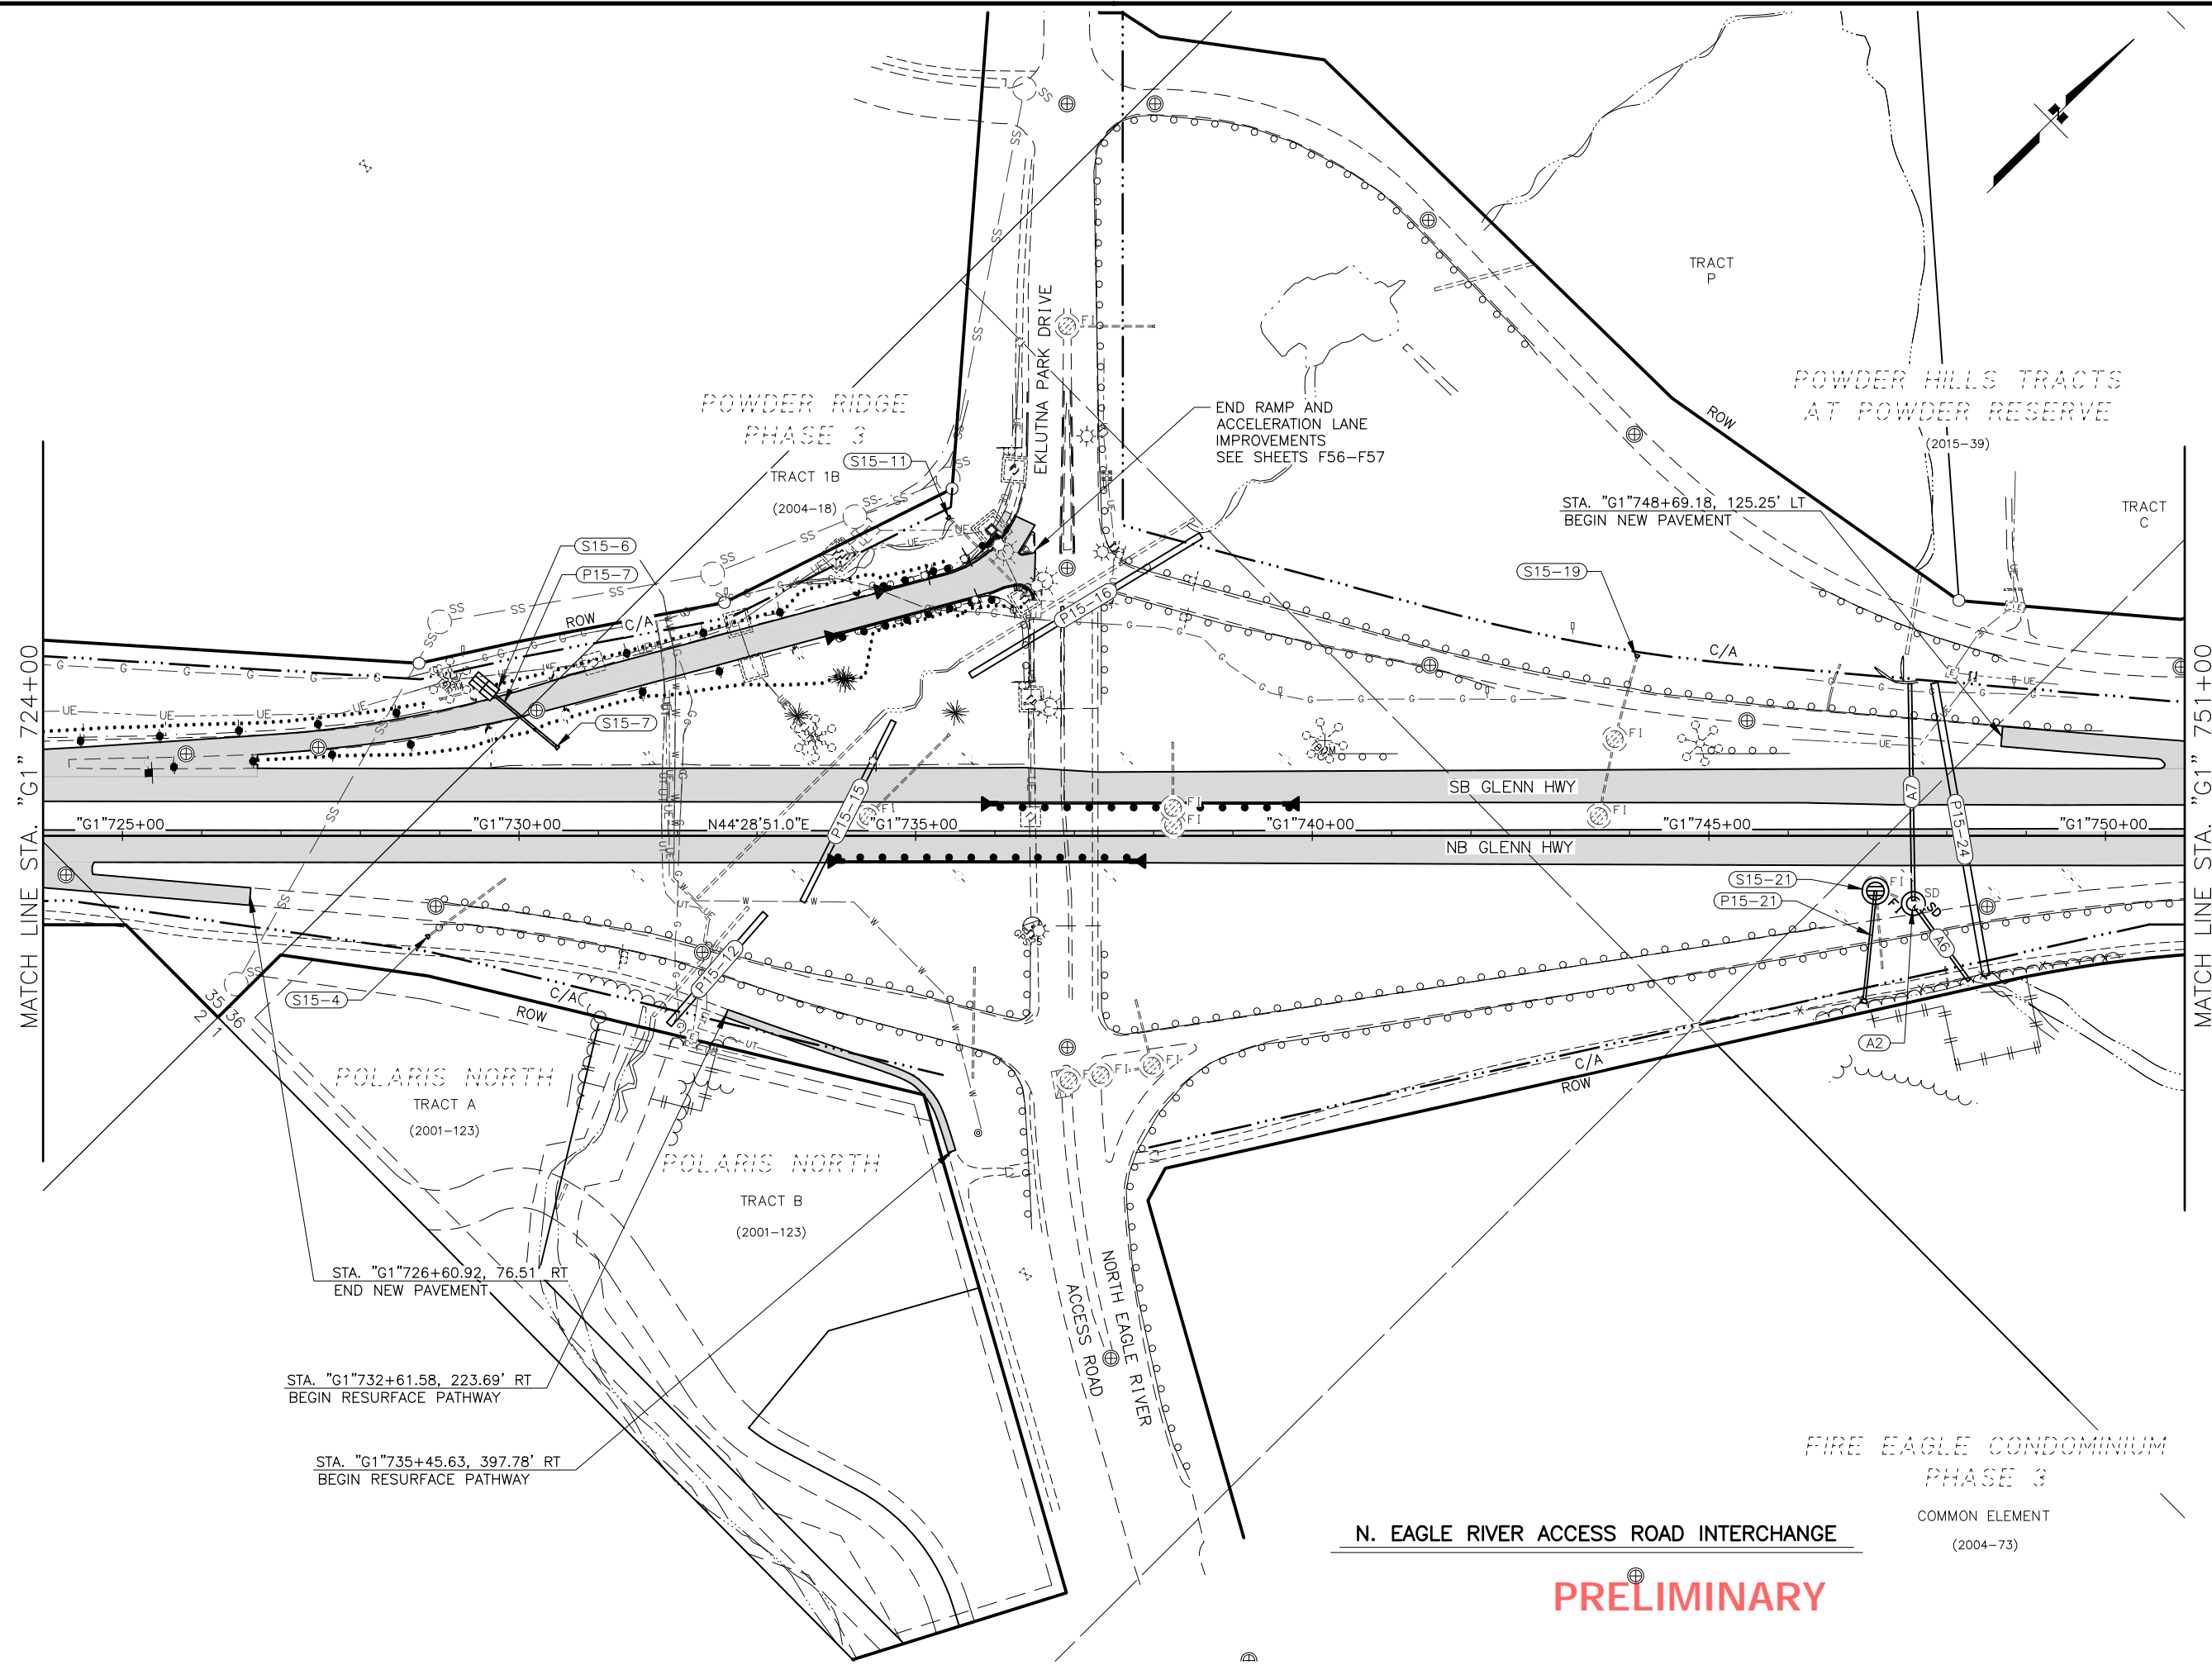 TRACT
P
EKLUTNA PARK DRIVE
POWDER RIDGE
PHASE 3
TRACT 1B
(2004-18)
S15-11
END RAMP AND
ACCELERATION LANE
IMPROVEMENTS
SEE SHEETS F56-F57
ROW
POWDER HILLS TRACTS
AT POWDER RESERVE
(2015-39)
TRACT
C
STA. "G1"748+69.18, 125.25' LT
BEGIN NEW PAVEMENT
S15-6
P15-7
S15-19
P15-16
ROW
C/A
C/A
S15-7
MATCH LINE STA. "G1" 724+00
MATCH LINE STA. "G1" 751+00
P15-15
SB GLENN HWY
A7
P15-24
"G1"725+00
"G1"730+00
N44°28'51.0"E
"G1"735+00
"G1"740+00
"G1"745+00
"G1"750+00
NB GLENN HWY
S15-21
P15-21
FI
SD
A6
A2
P15-12
S15-4
C/A
ROW
C/A
ROW
35
36
2
1
POLARIS NORTH
TRACT A
(2001-123)
POLARIS NORTH
TRACT B
(2001-123)
STA. "G1"726+60.92, 76.51' RT
END NEW PAVEMENT
STA. "G1"732+61.58, 223.69' RT
BEGIN RESURFACE PATHWAY
STA. "G1"735+45.63, 397.78' RT
BEGIN RESURFACE PATHWAY
NORTH EAGLE RIVER
ACCESS ROAD
FIRE EAGLE CONDOMINIUM
PHASE 3
COMMON ELEMENT
(2004-73)
N. EAGLE RIVER ACCESS ROAD INTERCHANGE
PRELIMINARY